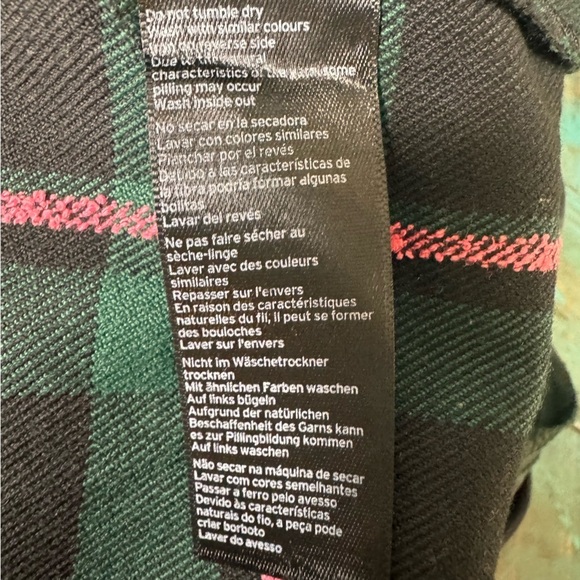 Do not tumble dry
Wash with similar colours
Iron on reverse side
Due to the natural
characteristics of the yarn some
pilling may occur
Wash inside out
No secar en la secadora
Lavar con colores similares
Planchar por el revés
Debido a las características de
la fibra podría formar algunas
bolitas
Lavar del revés
Ne pas faire sécher au
sèche-linge
Laver avec des couleurs
similaires
Repasser sur l'envers
En raison des caractéristiques
naturelles du fil, il peut se former
des bouloches
Laver sur l'envers
Nicht im Wäschetrockner
trocknen
Mit ähnlichen Farben waschen
Auf links bügeln
Aufgrund der natürlichen
Beschaffenheit des Garns kann
es zur Pillingbildung kommen
Auf links waschen
Não secar na máquina de secar
Lavar com cores semelhantes
Passar a ferro pelo avesso
Devido às características
naturais do fio, a peça pode
criar borboto
Lavar do avesso